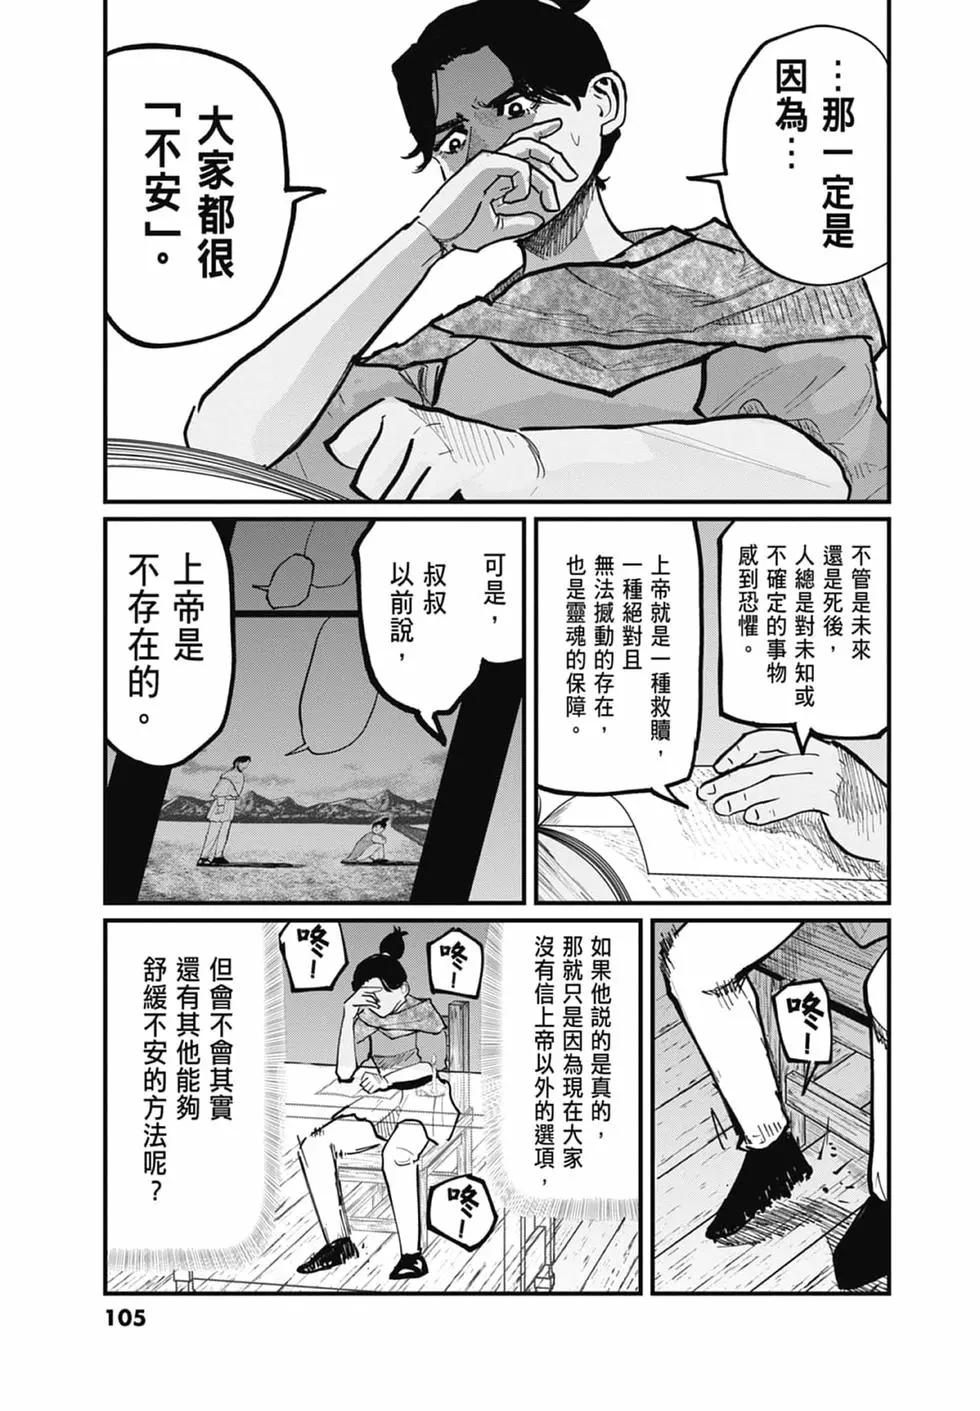 …那一定是
因為…
大家都很
「不安」。
不管是未來
還是死後，
人總是對未知或
不確定的事物
感到恐懼。
上帝就是一種救贖，
一種絕對且
無法撼動的存在，
也是靈魂的保障。
可是，
叔叔
以前說，
上帝是
不存在的。
咚！
如果他說的是真的，
那就只是因為現在大家
沒有信上帝以外的選項，
咚！
咚！
咚！
但會不會其實
還有其他能夠
舒緩不安的方法呢？
105